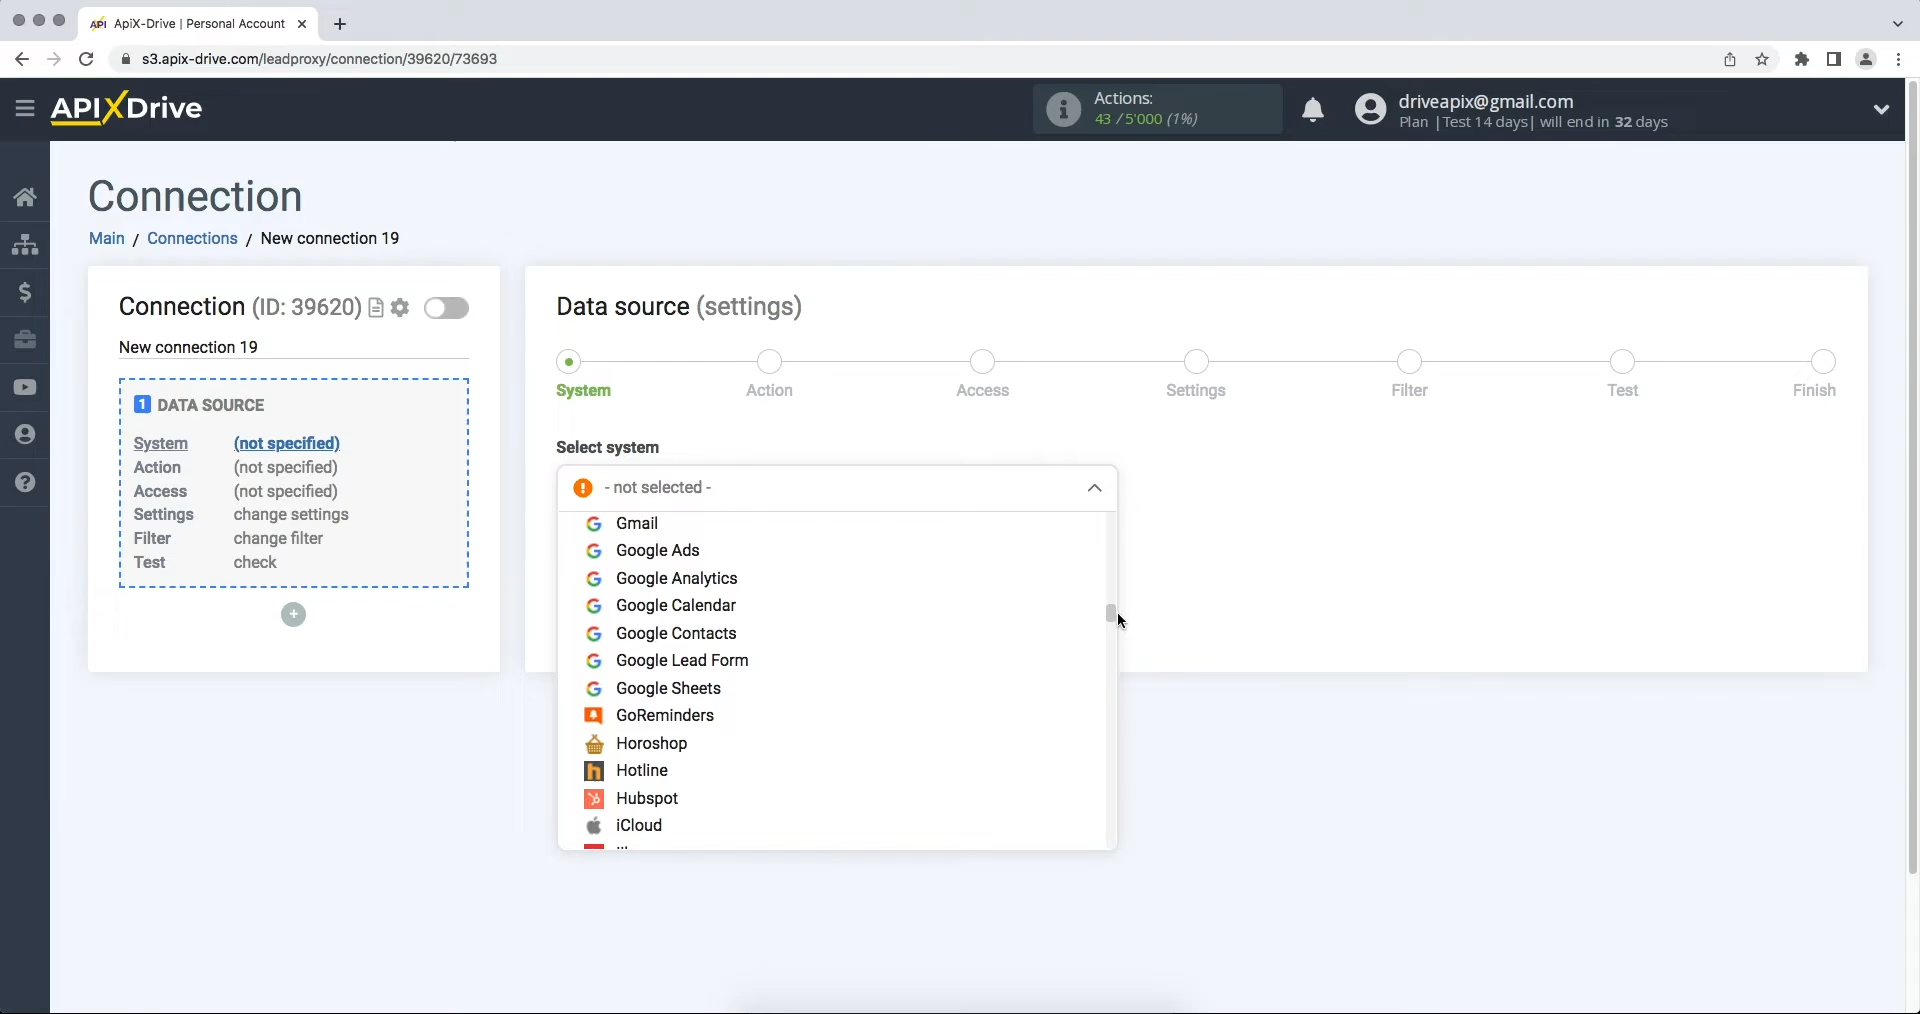 ApiX-Drive | Personal Account
s3.apix-drive.com/leadproxy/connection/39620/73693
APIXDrive
Actions:
43 / 5'000 (1%)
driveapix@gmail.com
Plan |Test 14 days| will end in 32 days
Connection
Main / Connections / New connection 19
Connection (ID: 39620)
New connection 19
1 DATA SOURCE
System (not specified)
Action (not specified)
Access (not specified)
Settings change settings
Filter change filter
Test check
Data source (settings)
System
Action
Access
Settings
Filter
Test
Finish
Select system
- not selected -
Gmail
Google Ads
Google Analytics
Google Calendar
Google Contacts
Google Lead Form
Google Sheets
GoReminders
Horoshop
Hotline
Hubspot
iCloud